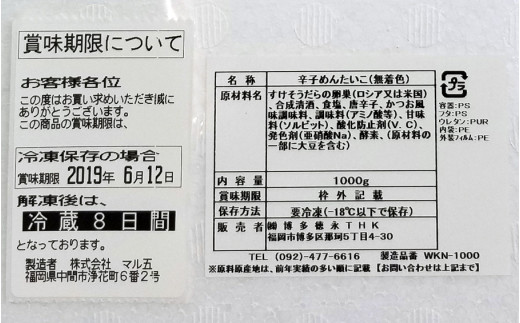 賞味期限について
お客様各位
この度はお買い求めいただき誠に
ありがとうございます。
この商品の賞味期限は、
冷凍保存の場合
賞味期限 2019年 6月12日
解凍後は、
冷蔵8日間
となっております。
製造者 株式会社 マル五
福岡県中間市浄花町6番2号
名称 辛子めんたいこ(無着色)
原材料名 すけそうだらの卵巣(ロシア又は米国)
、合成清酒、食塩、唐辛子、かつお風
味調味料、調味料(アミノ酸等)、甘味
料(ソルビット)、酸化防止剤(V.C)、
発色剤(亜硝酸Na)、酵素、(原材料の
一部に大豆を含む)
内容量 1000g
賞味期限 枠外記載
保存方法 要冷凍(-18℃以下で保存)
販売者 ㈱博多徳永THK
福岡市博多区那珂5丁目4-30
TEL (092)-477-6616 製造品番 WKN-1000
※原料原産地は、前年実績の多い順に記載【お問い合わせは上記まで】
プラ
容器:PS
フタ:PS
ウレタン:PUR
内袋:PE
外装フィルム:PE